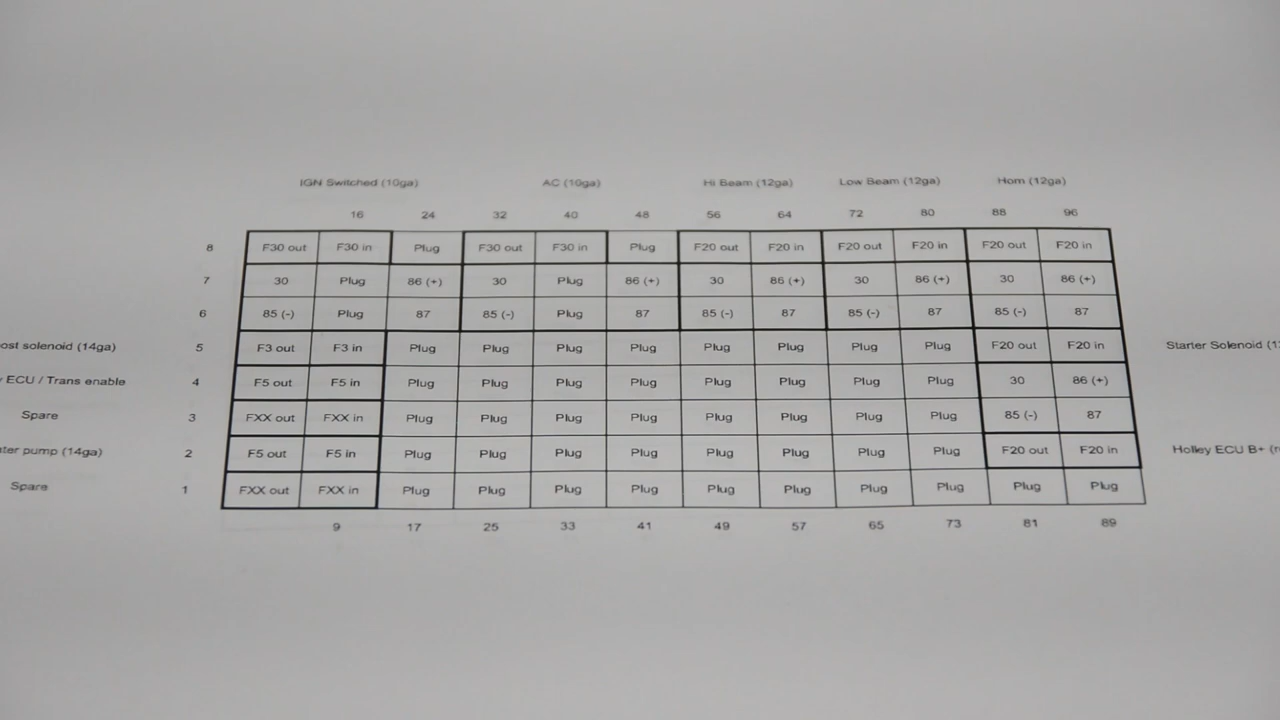 IGN Switched (10ga) AC (10ga) Hi Beam (12ga) Low Beam (12ga) Horn (12ga)
16 24 32 40 48 56 64 72 80 88 96
8 F30 out F30 in Plug F30 out F30 in Plug F20 out F20 in F20 out F20 in F20 out F20 in
7 30 Plug 86 (+) 30 Plug 86 (+) 30 86 (+) 30 86 (+) 30 86 (+)
6 85 (-) Plug 87 85 (-) Plug 87 85 (-) 87 85 (-) 87 85 (-) 87
ost solenoid (14ga) 5 F3 out F3 in Plug Plug Plug Plug Plug Plug Plug Plug F20 out F20 in Starter Solenoid (1
ECU / Trans enable 4 F5 out F5 in Plug Plug Plug Plug Plug Plug Plug Plug 30 86 (+)
Spare 3 FXX out FXX in Plug Plug Plug Plug Plug Plug Plug Plug 85 (-) 87
ter pump (14ga) 2 F5 out F5 in Plug Plug Plug Plug Plug Plug Plug Plug F20 out F20 in Holley ECU B+ (r
Spare 1 FXX out FXX in Plug Plug Plug Plug Plug Plug Plug Plug Plug Plug
9 17 25 33 41 49 57 65 73 81 89